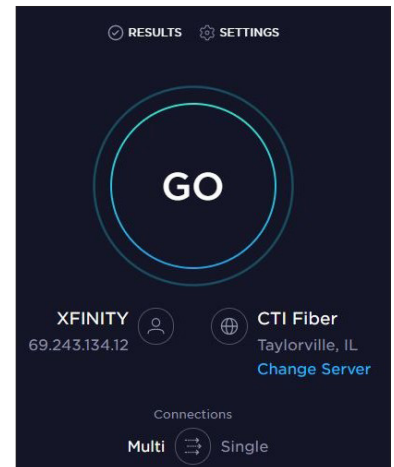 RESULTS SETTINGS
GO
XFINITY
69.243.134.12
CTI Fiber
Taylorville, IL
Change Server
Connections
Multi Single